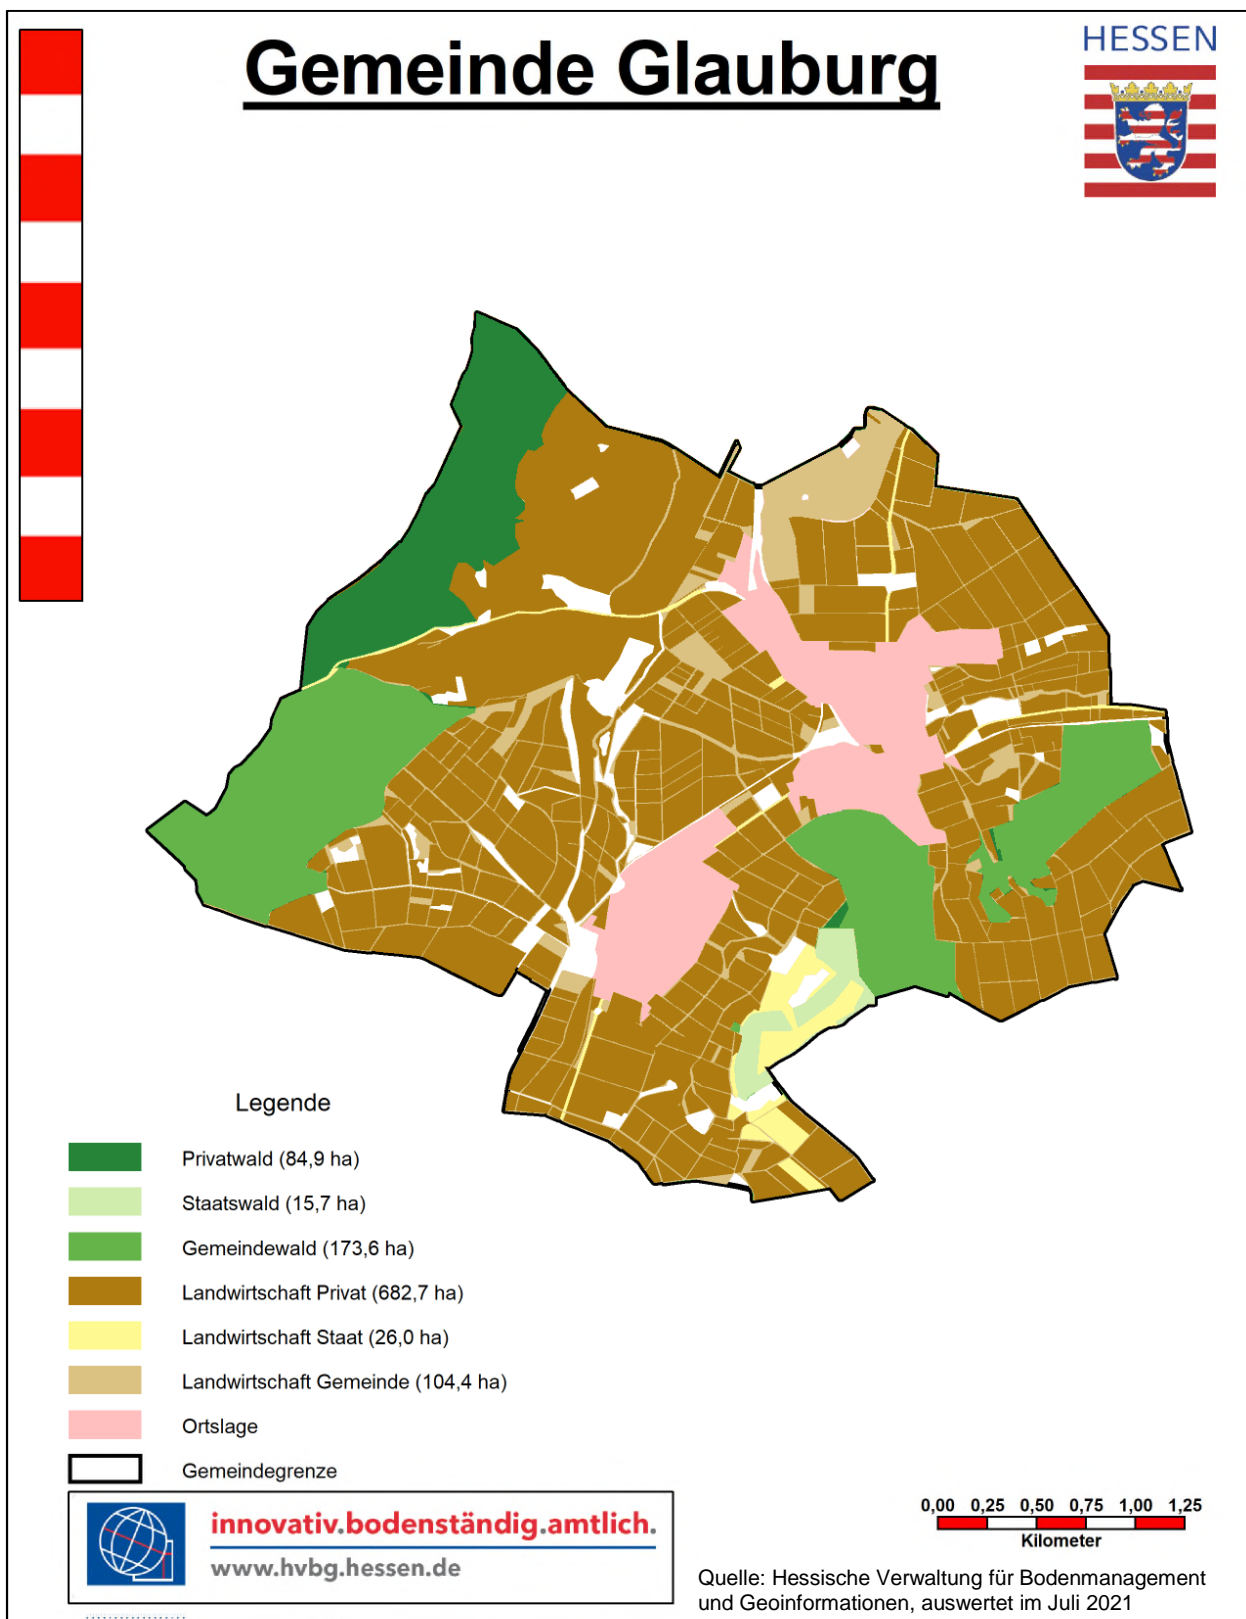 Gemeinde Glauburg
HESSEN
Legende
Privatwald (84,9 ha)
Staatswald (15,7 ha)
Gemeindewald (173,6 ha)
Landwirtschaft Privat (682,7 ha)
Landwirtschaft Staat (26,0 ha)
Landwirtschaft Gemeinde (104,4 ha)
Ortslage
Gemeindegrenze
innovativ.bodenständig.amtlich.
www.hvbg.hessen.de
0,00 0,25 0,50 0,75 1,00 1,25
Kilometer
Quelle: Hessische Verwaltung für Bodenmanagement
und Geoinformationen, auswertet im Juli 2021